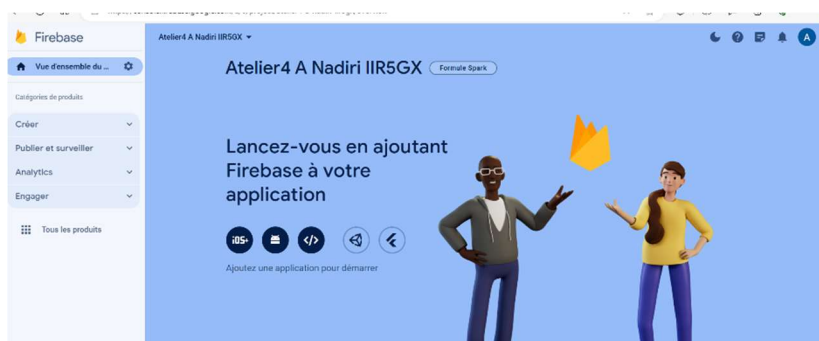 Firebase
Atelier4 A Nadiri IIR5GX
A
Vue d'ensemble du ...
Atelier4 A Nadiri IIR5GX
Formule Spark
Catégories de produits
Créer
Publier et surveiller
Analytics
Engager
Tous les produits
Lancez-vous en ajoutant
Firebase à votre
application
iOS+
</>
Ajoutez une application pour démarrer